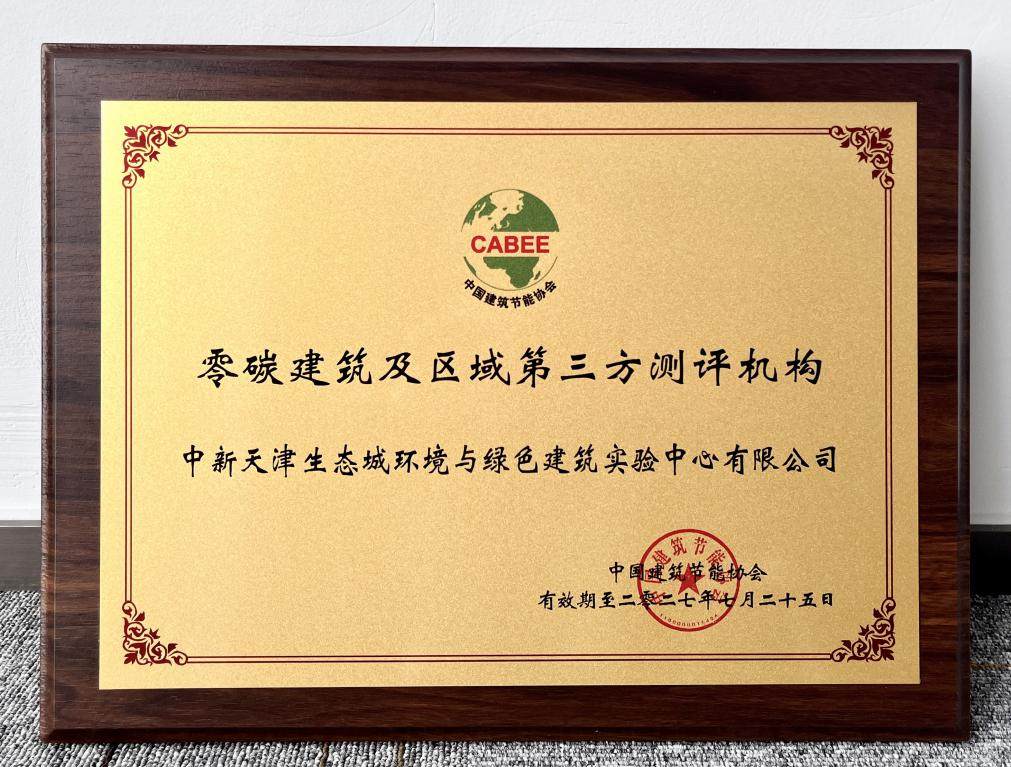 CABEE
中国建筑节能协会
零碳建筑及区域第三方测评机构
中新天津生态城环境与绿色建筑实验中心有限公司
中国建筑节能协会
有效期至二零二七年七月二十五日